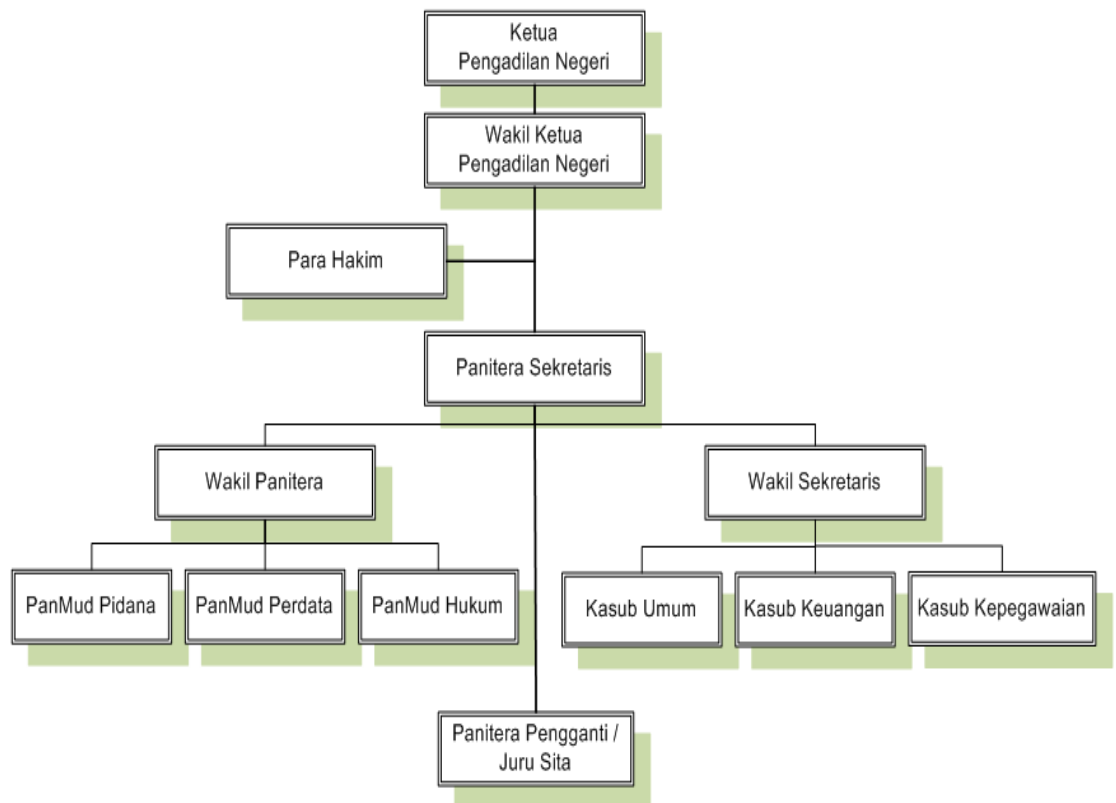 Ketua
Pengadilan Negeri
Wakil Ketua
Pengadilan Negeri
Para Hakim
Panitera Sekretaris
Wakil Panitera
Wakil Sekretaris
PanMud Pidana
PanMud Perdata
PanMud Hukum
Kasub Umum
Kasub Keuangan
Kasub Kepegawaian
Panitera Pengganti /
Juru Sita